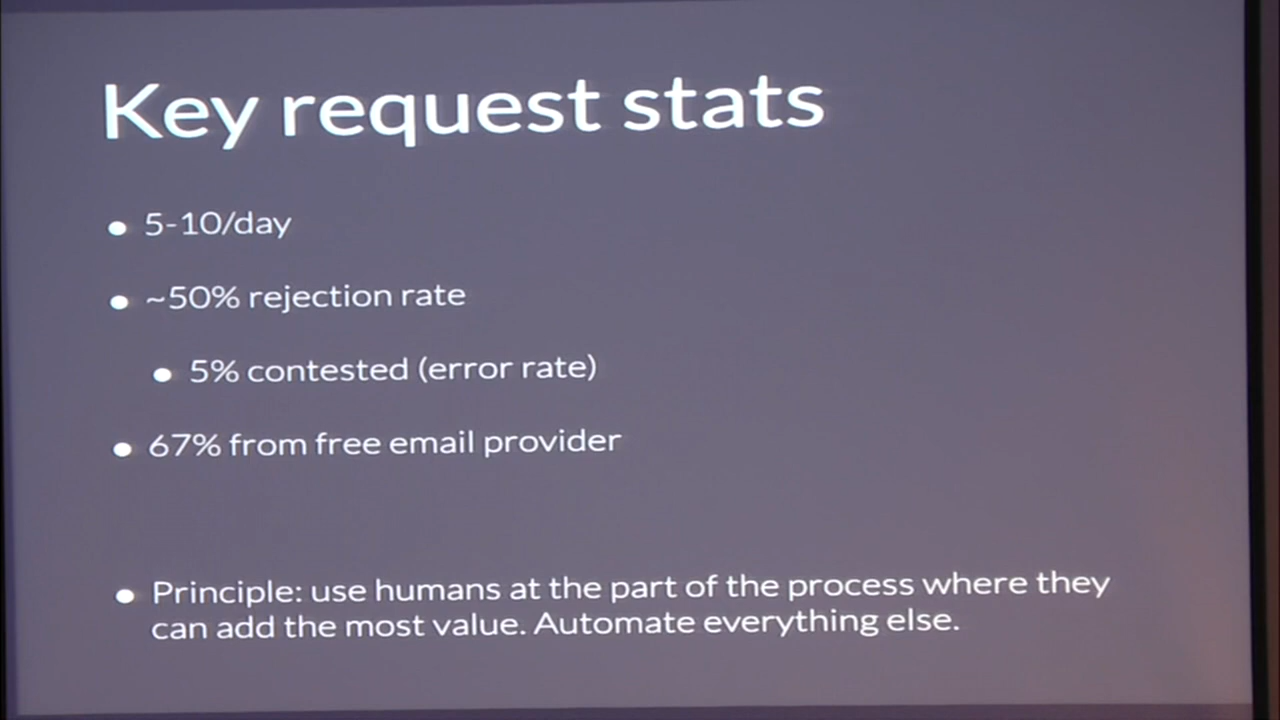 Key request stats
5-10/day
~50% rejection rate
5% contested (error rate)
67% from free email provider
Principle: use humans at the part of the process where they
can add the most value. Automate everything else.